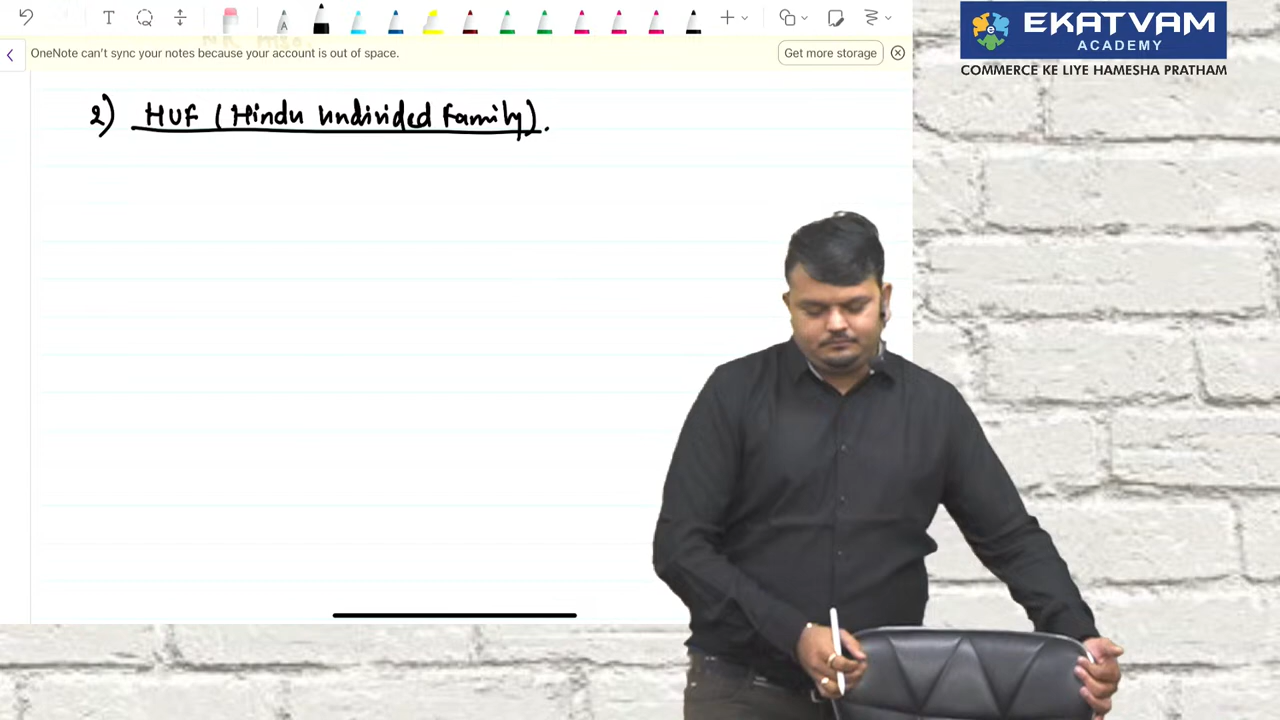 EKATVAM
ACADEMY
COMMERCE KE LIYE HAMESHA PRATHAM
OneNote can't sync your notes because your account is out of space.
Get more storage
2) HUF (Hindu Undivided Family).